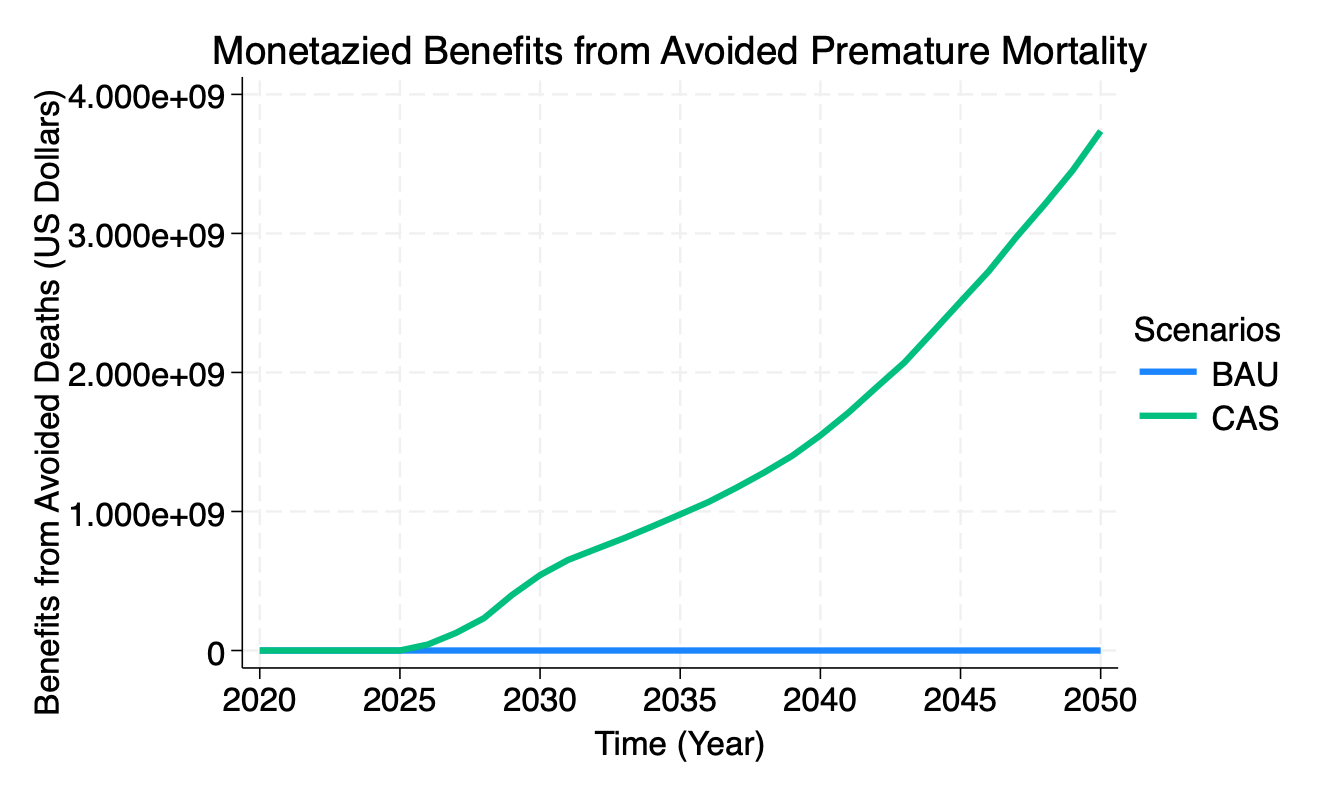 Monetazied Benefits from Avoided Premature Mortality
Benefits from Avoided Deaths (US Dollars)
4.000e+09
3.000e+09
2.000e+09
1.000e+09
0
2020 2025 2030 2035 2040 2045 2050
Time (Year)
Scenarios
BAU
CAS